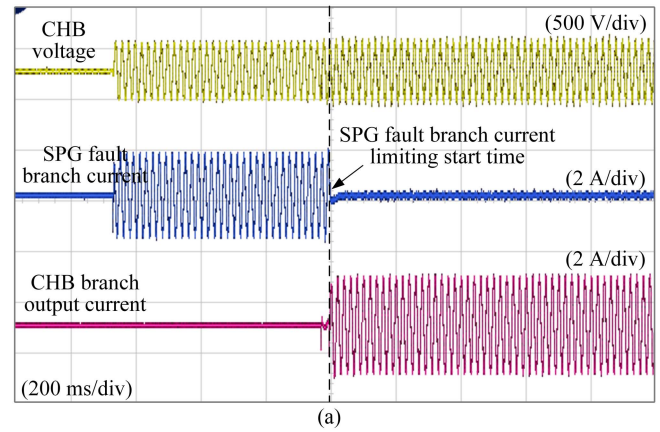 CHB
voltage
(500 V/div)
SPG fault
branch current
SPG fault branch current
limiting start time
(2 A/div)
CHB branch
output current
(2 A/div)
(200 ms/div)
(a)